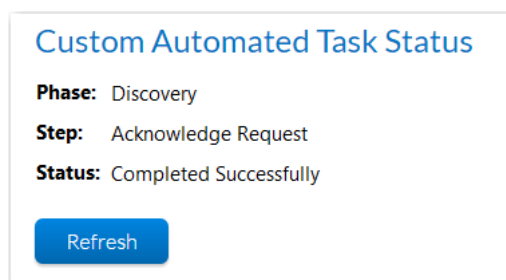 Custom Automated Task Status
Phase: Discovery
Step: Acknowledge Request
Status: Completed Successfully
Refresh